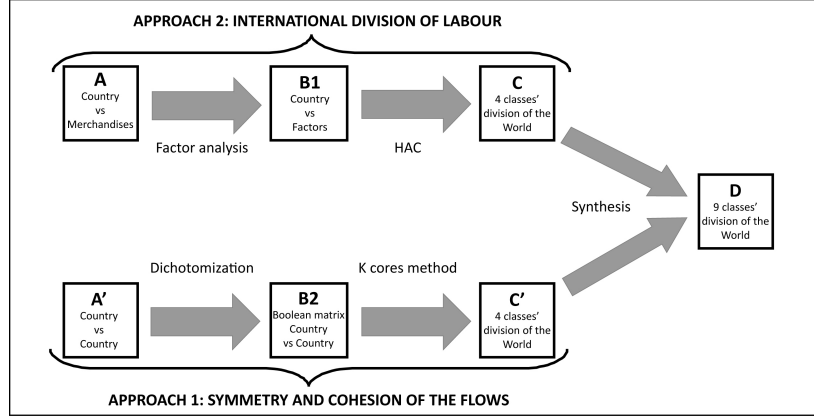 APPROACH 2: INTERNATIONAL DIVISION OF LABOUR
A
Country
vs
Merchandises
Factor analysis
B1
Country
vs
Factors
HAC
C
4 classes’
division of the
World
Synthesis
D
9 classes’
division of the
World
Dichotomization
K cores method
A’
Country
vs
Country
B2
Boolean matrix
Country
vs Country
C’
4 classes’
division of the
World
APPROACH 1: SYMMETRY AND COHESION OF THE FLOWS